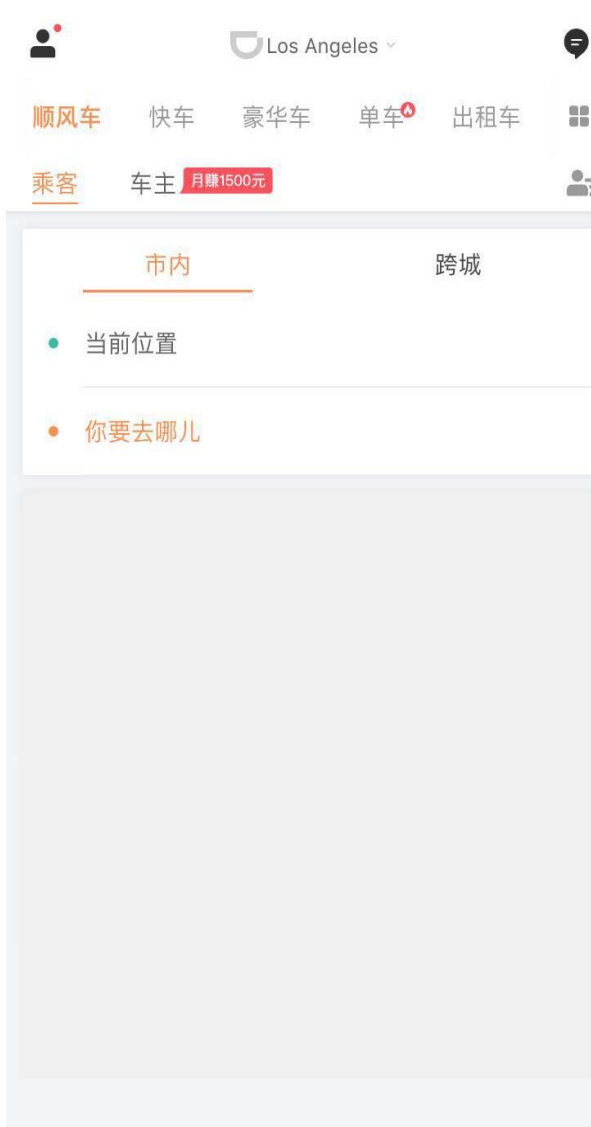 Los Angeles
顺风车 快车 豪华车 单车 出租车
乘客 车主 月赚1500元
市内 跨城
当前位置
你要去哪儿